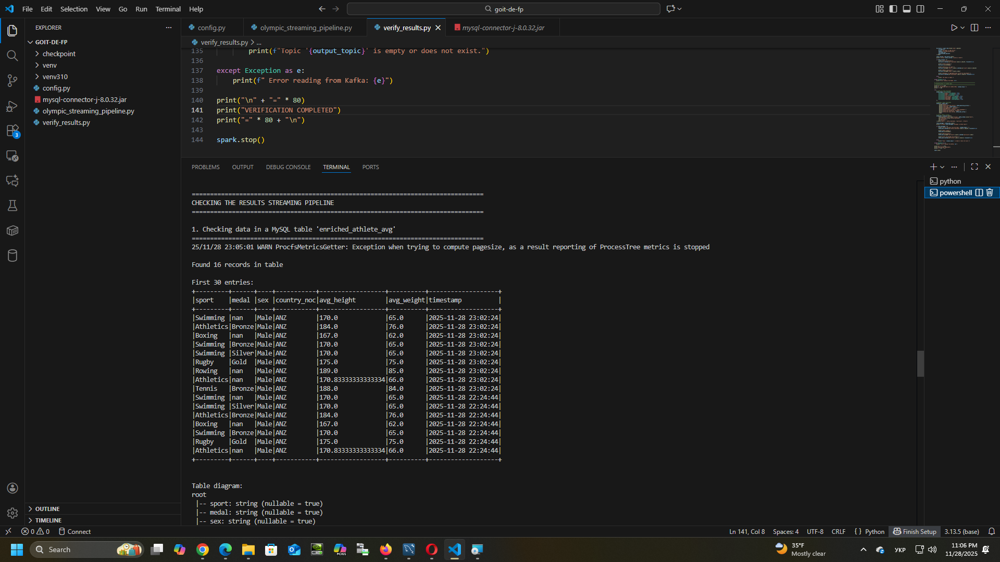 File Edit Selection View Go Run Terminal Help
goit-de-fp
EXPLORER
GOIT-DE-FP
checkpoint
venv
venv310
config.py
mysql-connector-j-8.0.32.jar
olympic_streaming_pipeline.py
verify_results.py
OUTLINE
TIMELINE
3
config.py
olympic_streaming_pipeline.py
verify_results.py
mysql-connector-j-8.0.32.jar
verify_results.py > ...
135 print(f"Topic '{output_topic}' is empty or does not exist.")
136
137 except Exception as e:
138 print(f" Error reading from Kafka: {e}")
139
140 print("\n" + "=" * 80)
141 print("VERIFICATION COMPLETED")
142 print("=" * 80 + "\n")
143
144 spark.stop()
PROBLEMS OUTPUT DEBUG CONSOLE TERMINAL PORTS
python
powershell
================================================================================
CHECKING THE RESULTS STREAMING PIPELINE
================================================================================
1. Checking data in a MySQL table 'enriched_athlete_avg'
================================================================================
25/11/28 23:05:01 WARN ProcfsMetricsGetter: Exception when trying to compute pagesize, as a result reporting of ProcessTree metrics is stopped
Found 16 records in table
First 30 entries:
+---------+------+----+-----------+------------------+----------+-------------------+
|sport    |medal |sex |country_noc|avg_height        |avg_weight|timestamp          |
+---------+------+----+-----------+------------------+----------+-------------------+
|Swimming |nan   |Male|ANZ        |170.0             |65.0      |2025-11-28 23:02:24|
|Athletics|Bronze|Male|ANZ        |184.0             |76.0      |2025-11-28 23:02:24|
|Boxing   |nan   |Male|ANZ        |167.0             |62.0      |2025-11-28 23:02:24|
|Swimming |Bronze|Male|ANZ        |170.0             |65.0      |2025-11-28 23:02:24|
|Swimming |Silver|Male|ANZ        |170.0             |65.0      |2025-11-28 23:02:24|
|Rugby    |Gold  |Male|ANZ        |175.0             |75.0      |2025-11-28 23:02:24|
|Rowing   |nan   |Male|ANZ        |189.0             |85.0      |2025-11-28 23:02:24|
|Athletics|nan   |Male|ANZ        |170.83333333333334|66.0      |2025-11-28 23:02:24|
|Tennis   |Bronze|Male|ANZ        |188.0             |84.0      |2025-11-28 23:02:24|
|Swimming |nan   |Male|ANZ        |170.0             |65.0      |2025-11-28 22:24:44|
|Swimming |Silver|Male|ANZ        |170.0             |65.0      |2025-11-28 22:24:44|
|Athletics|Bronze|Male|ANZ        |184.0             |76.0      |2025-11-28 22:24:44|
|Boxing   |nan   |Male|ANZ        |167.0             |62.0      |2025-11-28 22:24:44|
|Swimming |Bronze|Male|ANZ        |170.0             |65.0      |2025-11-28 22:24:44|
|Rugby    |Gold  |Male|ANZ        |175.0             |75.0      |2025-11-28 22:24:44|
|Athletics|nan   |Male|ANZ        |170.83333333333334|66.0      |2025-11-28 22:24:44|
+---------+------+----+-----------+------------------+----------+-------------------+
Table diagram:
root
 |-- sport: string (nullable = true)
 |-- medal: string (nullable = true)
 |-- sex: string (nullable = true)
0 0 Connect
Ln 141, Col 8 Spaces: 4 UTF-8 CRLF { } Python Finish Setup 3.13.5 (base)
Search
M365
35°F
Mostly clear
УКР
11:06 PM
11/28/2025